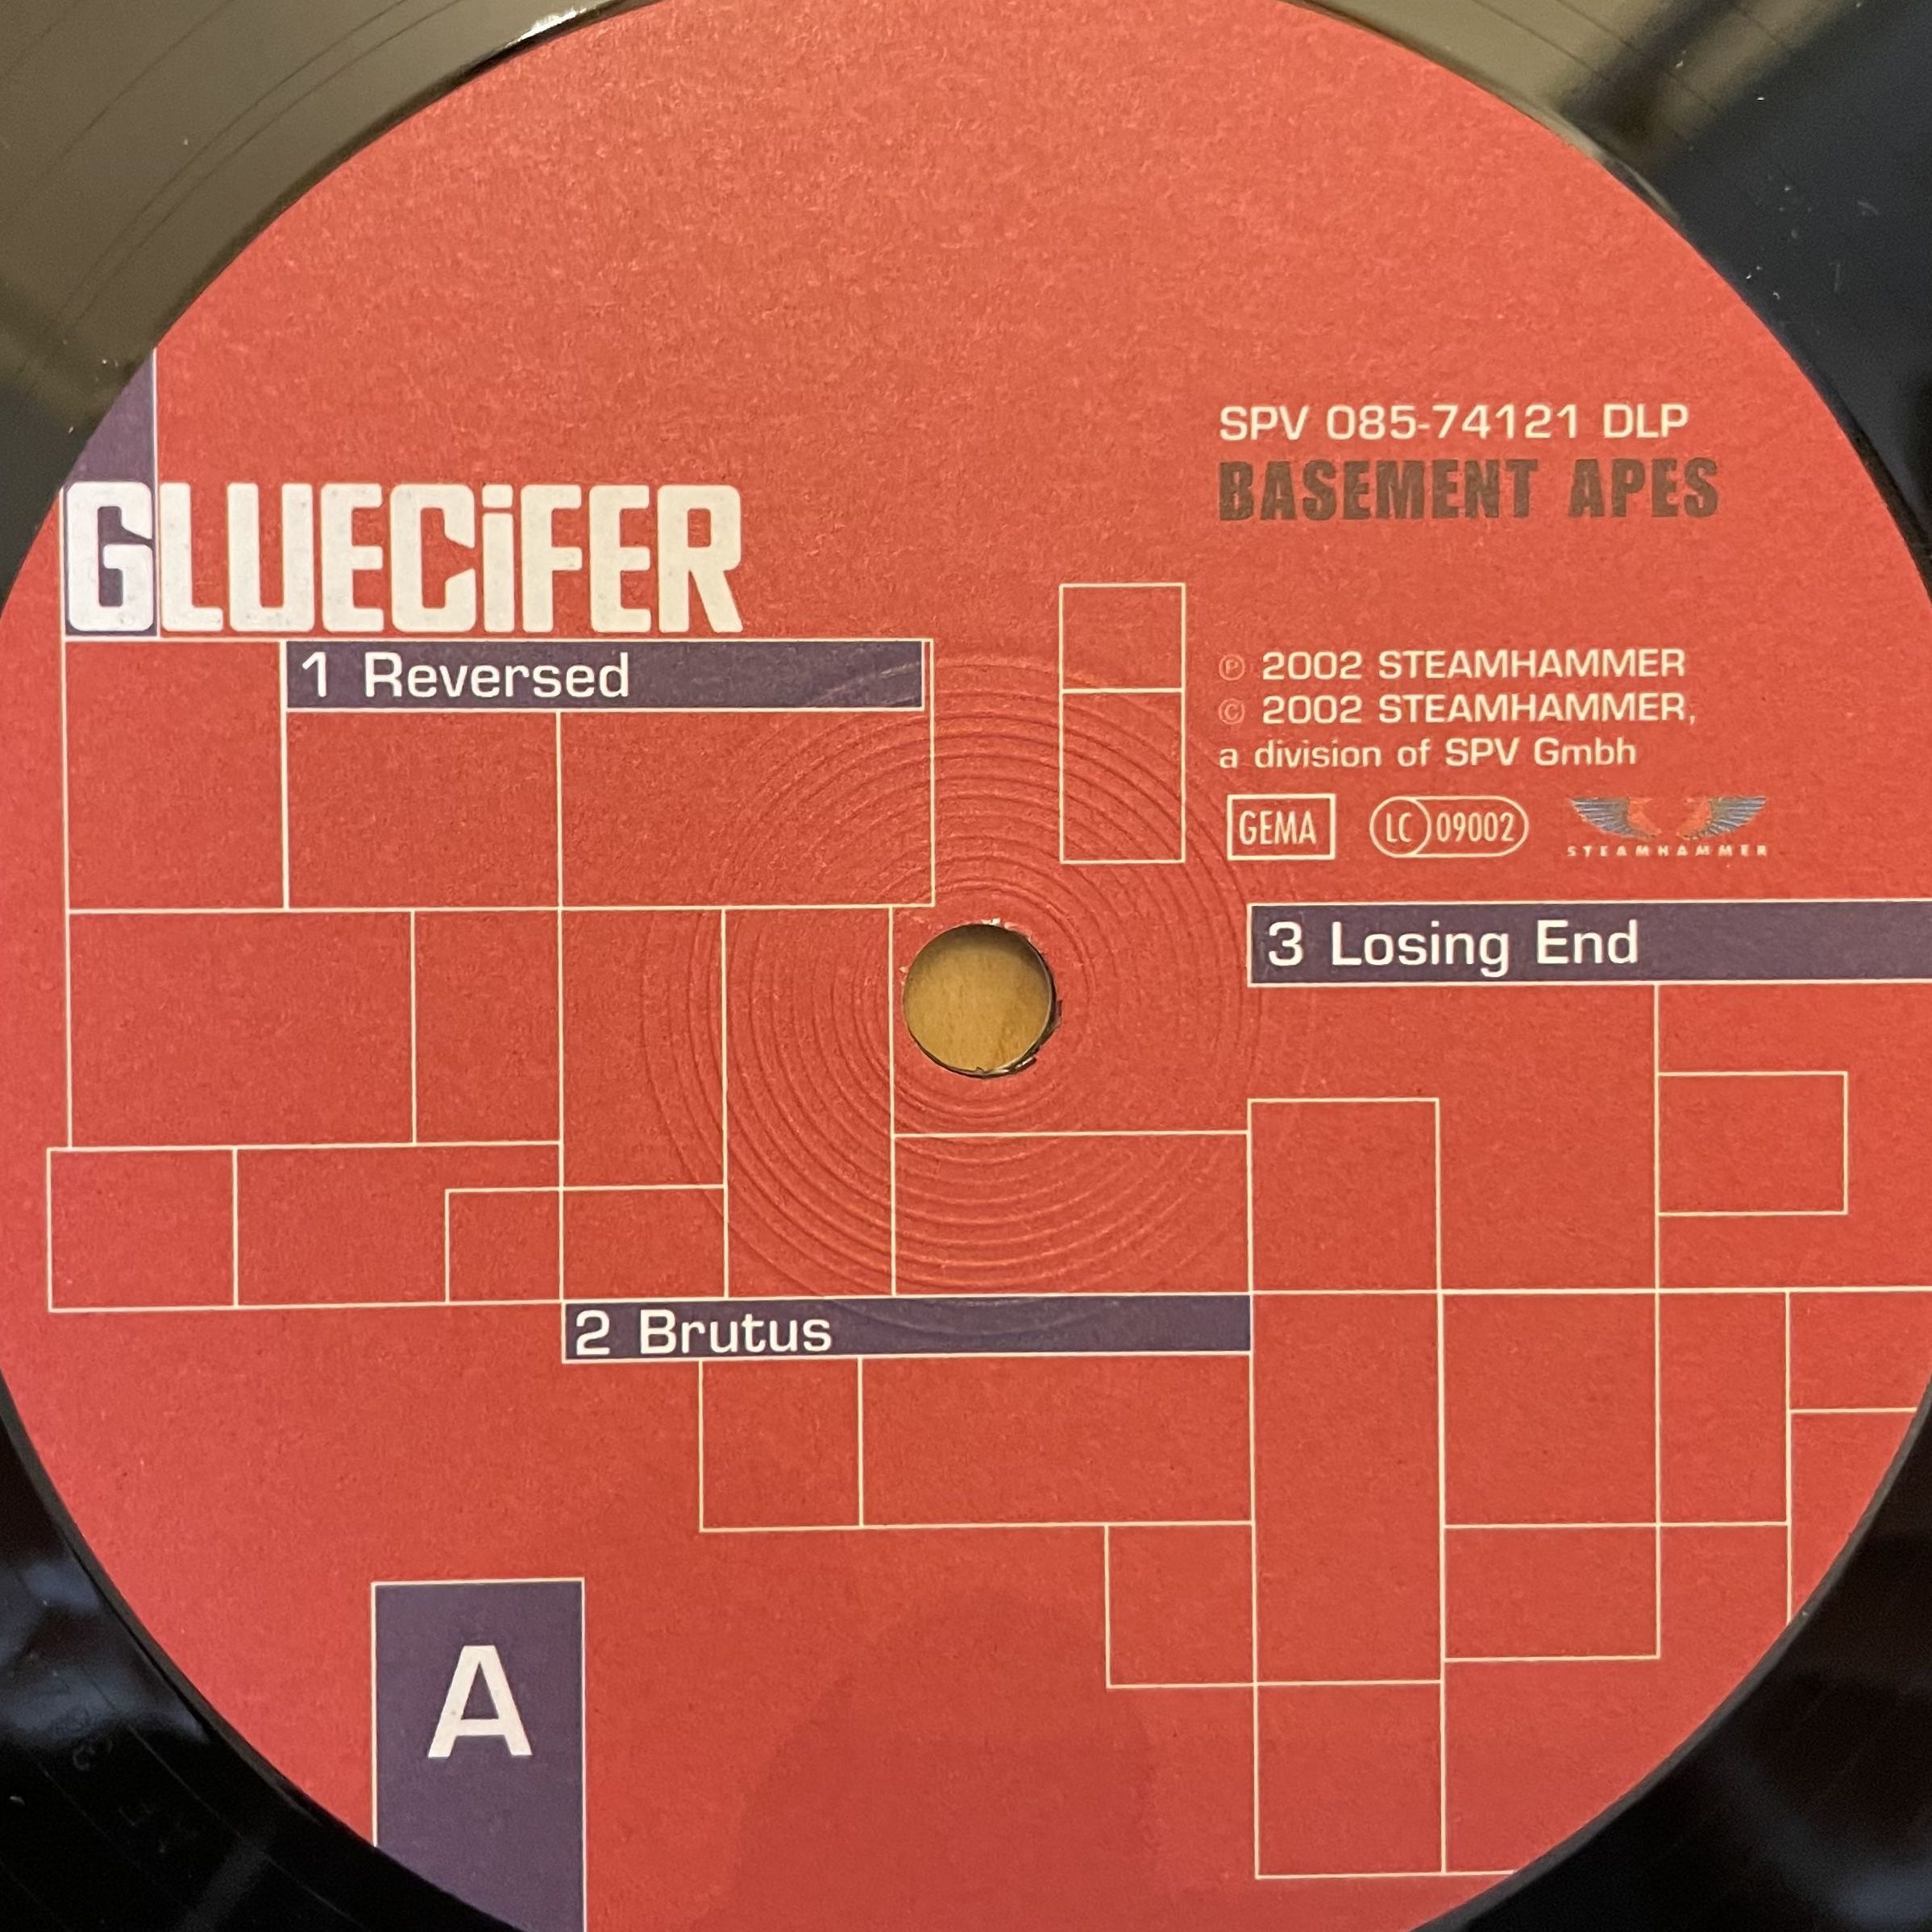 SPV 085-74121 DLP
BASEMENT APES
GLUECiFER
1 Reversed
℗ 2002 STEAMHAMMER
© 2002 STEAMHAMMER,
a division of SPV Gmbh
GEMA LC 09002 STEAMHAMMER
3 Losing End
2 Brutus
A